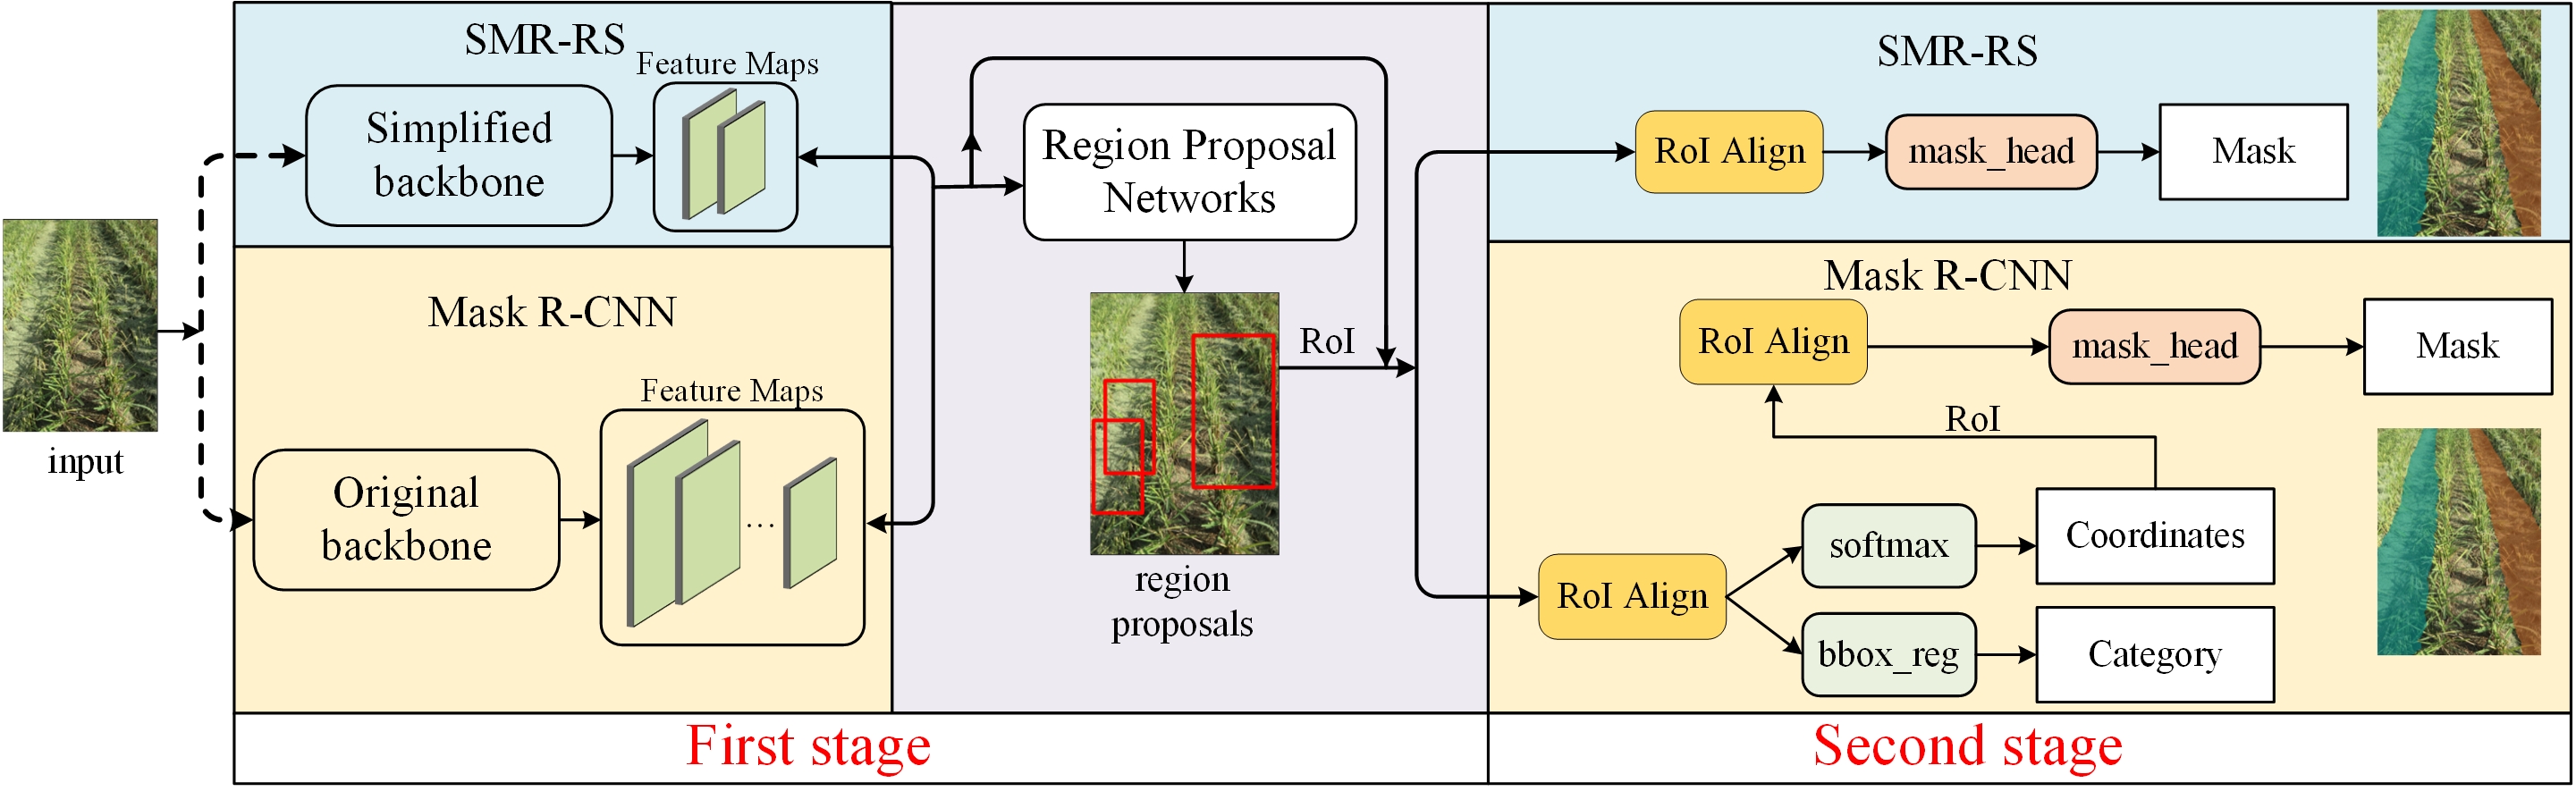 input
SMR-RS
Feature Maps
Simplified
backbone
Mask R-CNN
Feature Maps
Original
backbone
...
Region Proposal
Networks
RoI
region
proposals
SMR-RS
RoI Align
mask_head
Mask
Mask R-CNN
RoI Align
mask_head
Mask
RoI
RoI Align
softmax
Coordinates
bbox_reg
Category
First stage
Second stage